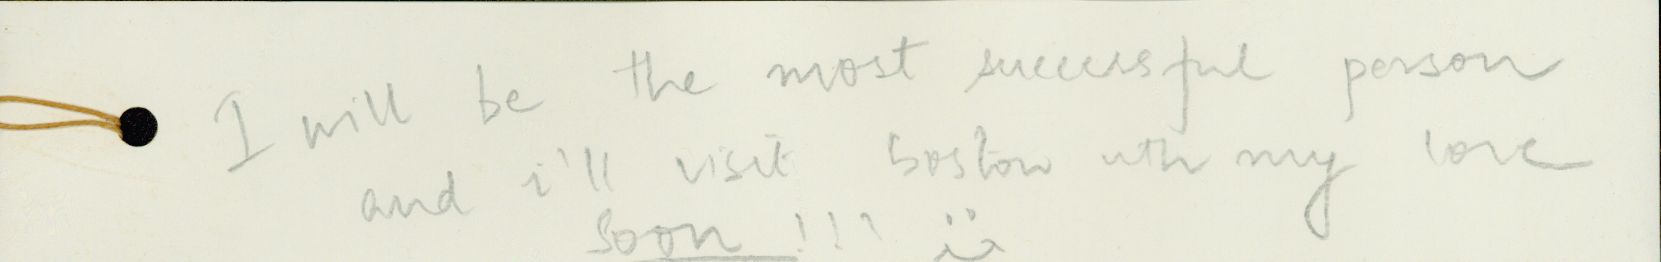 I will be the most successful person
and i'll visit boston with my love
soon!!! :)